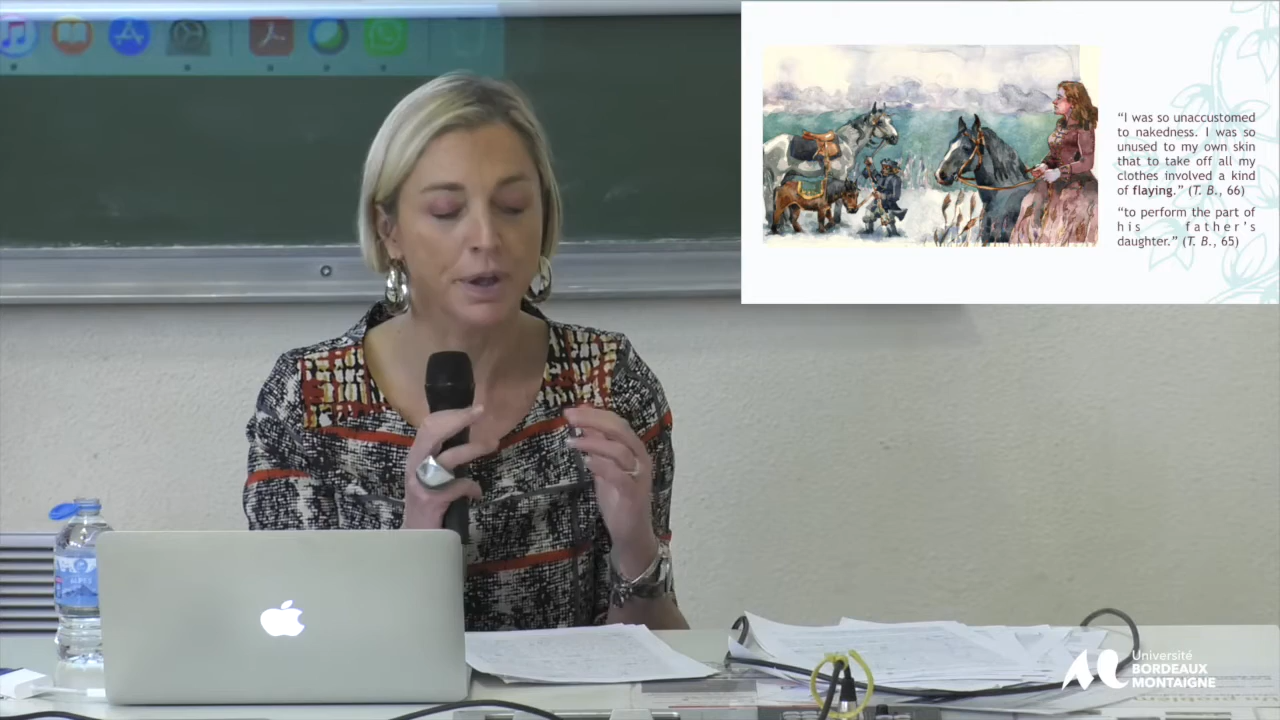 “I was so unaccustomed
to nakedness. I was so
unused to my own skin
that to take off all my
clothes involved a kind
of flaying.” (T. B., 66)
“to perform the part of
his father’s
daughter.” (T. B., 65)
Université
BORDEAUX
MONTAIGNE